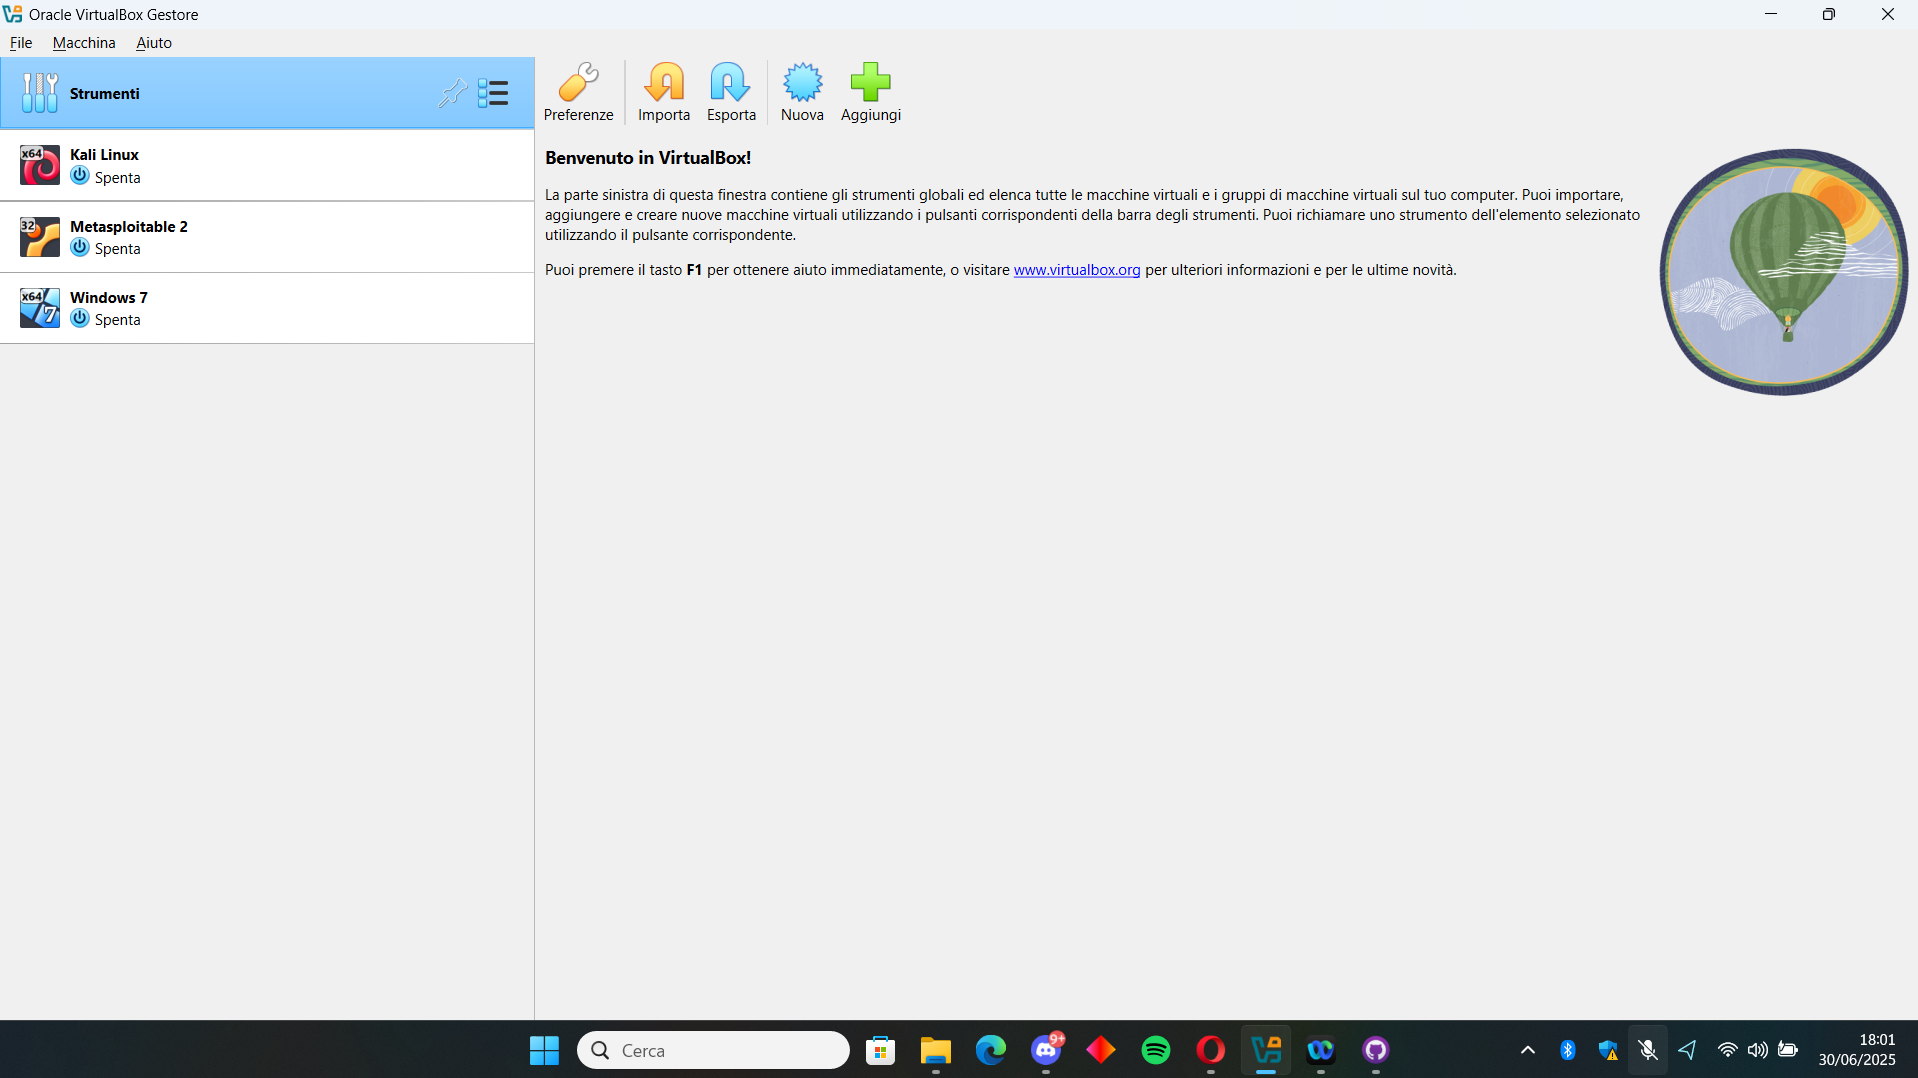 Oracle VirtualBox Gestore
File Macchina Aiuto
Strumenti
x64 Kali Linux
Spenta
32 Metasploitable 2
Spenta
x64 7 Windows 7
Spenta
Preferenze Importa Esporta Nuova Aggiungi
Benvenuto in VirtualBox!
La parte sinistra di questa finestra contiene gli strumenti globali ed elenca tutte le macchine virtuali e i gruppi di macchine virtuali sul tuo computer. Puoi importare,
aggiungere e creare nuove macchine virtuali utilizzando i pulsanti corrispondenti della barra degli strumenti. Puoi richiamare uno strumento dell'elemento selezionato
utilizzando il pulsante corrispondente.
Puoi premere il tasto F1 per ottenere aiuto immediatamente, o visitare www.virtualbox.org per ulteriori informazioni e per le ultime novità.
Cerca
9+
18:01
30/06/2025